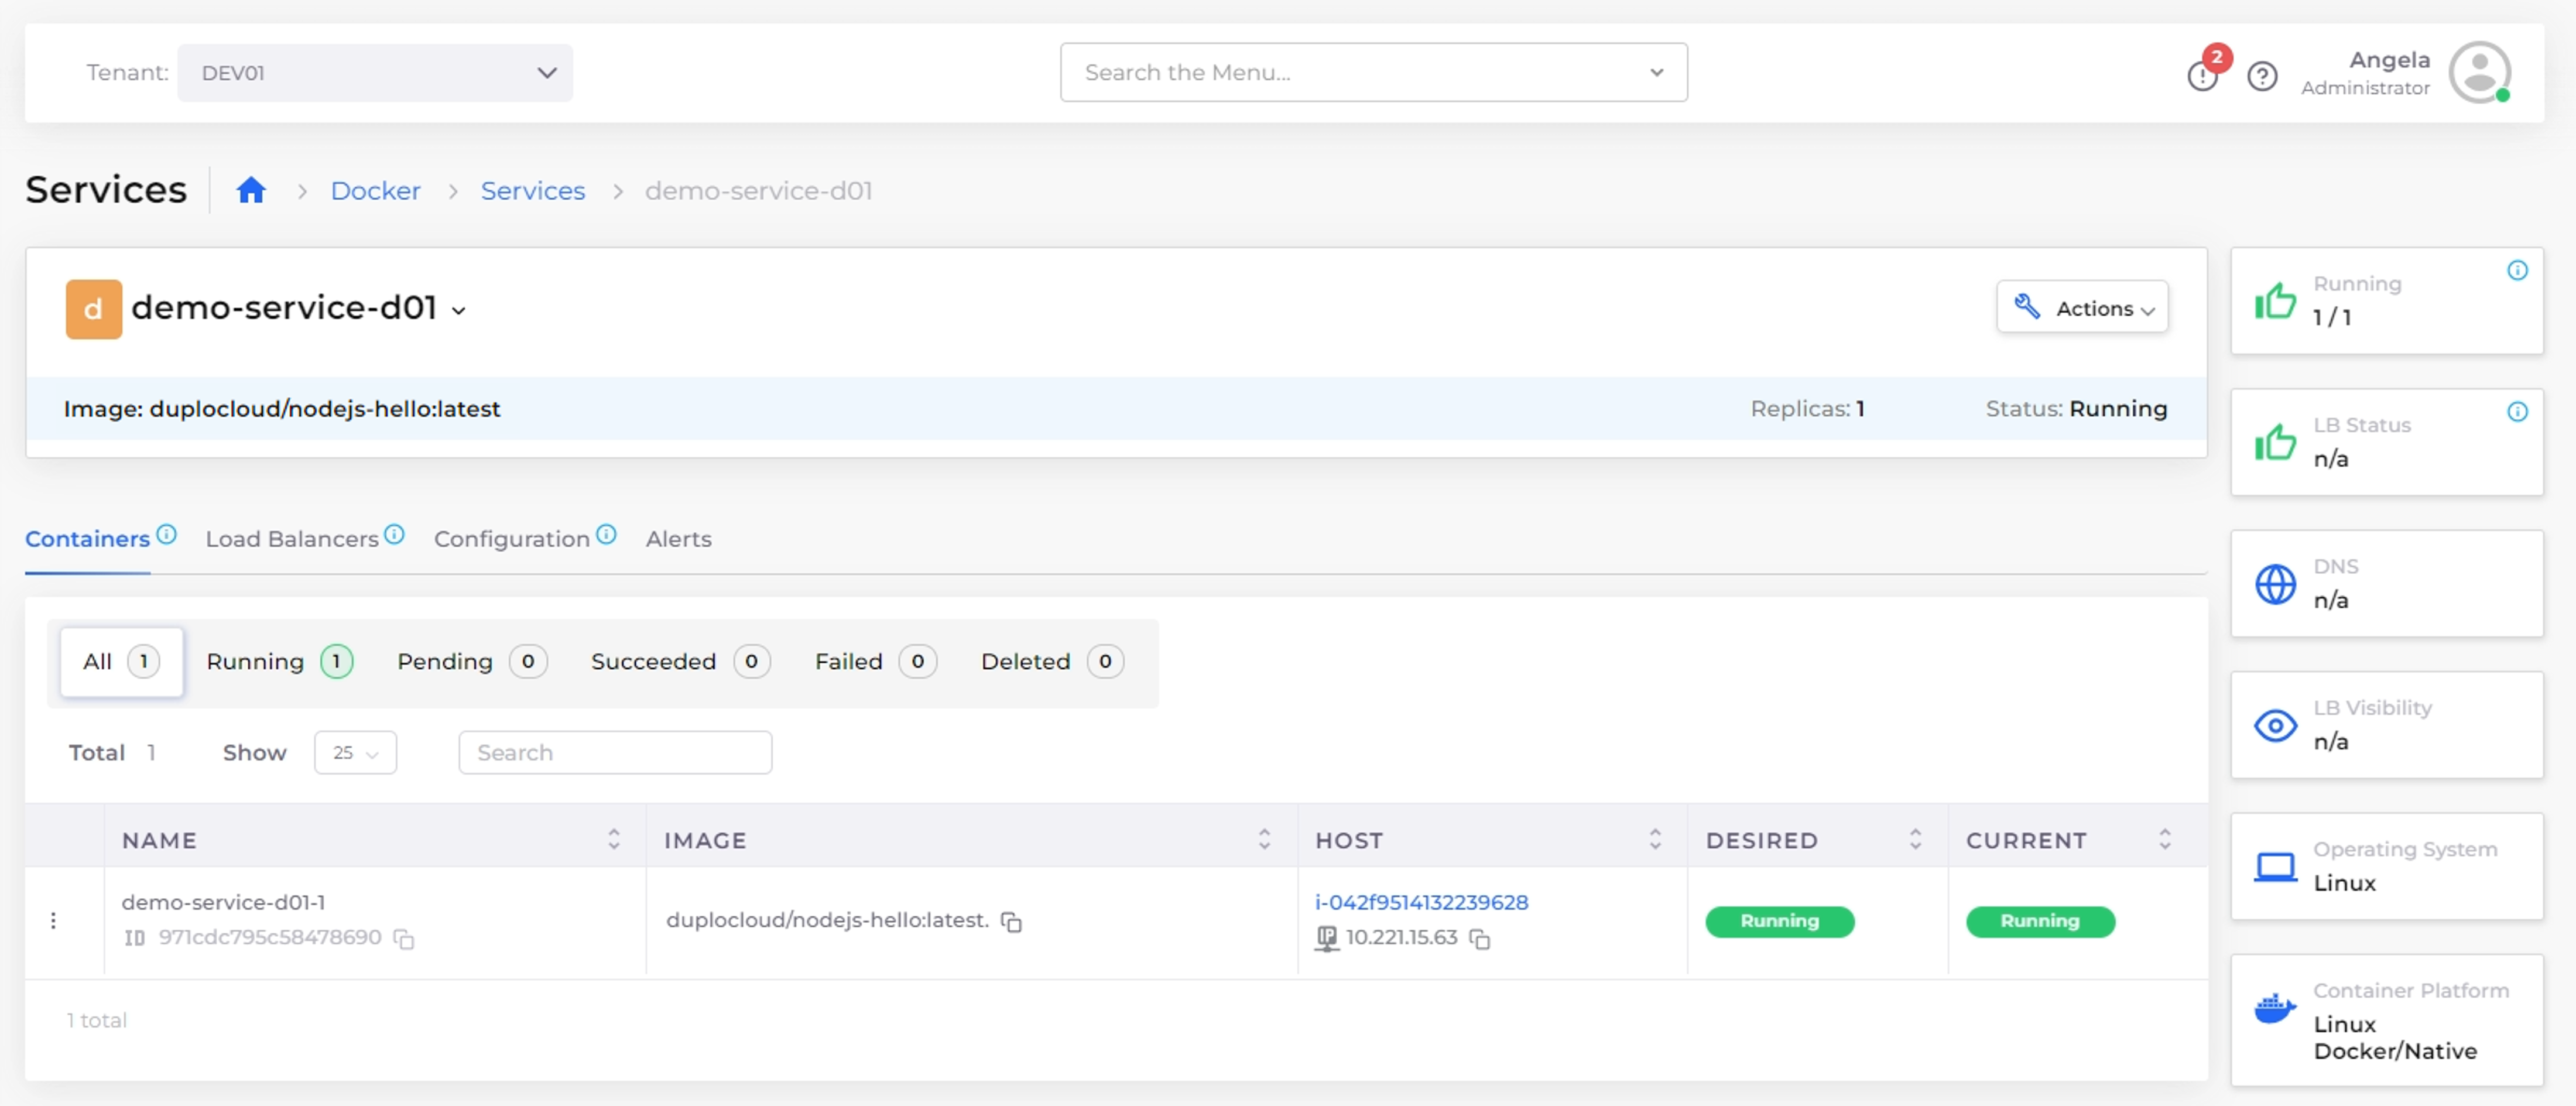 Tenant: DEV01
Search the Menu...
2
Angela
Administrator
Services
Docker
Services
demo-service-d01
d
demo-service-d01
Actions
Image: duplocloud/nodejs-hello:latest
Replicas: 1
Status: Running
Containers
Load Balancers
Configuration
Alerts
All 1
Running 1
Pending 0
Succeeded 0
Failed 0
Deleted 0
Total 1
Show 25
Search
NAME
IMAGE
HOST
DESIRED
CURRENT
demo-service-d01-1
ID 971cdc795c58478690
duplocloud/nodejs-hello:latest.
i-042f9514132239628
IP 10.221.15.63
Running
Running
1 total
Running
1 / 1
LB Status
n/a
DNS
n/a
LB Visibility
n/a
Operating System
Linux
Container Platform
Linux
Docker/Native